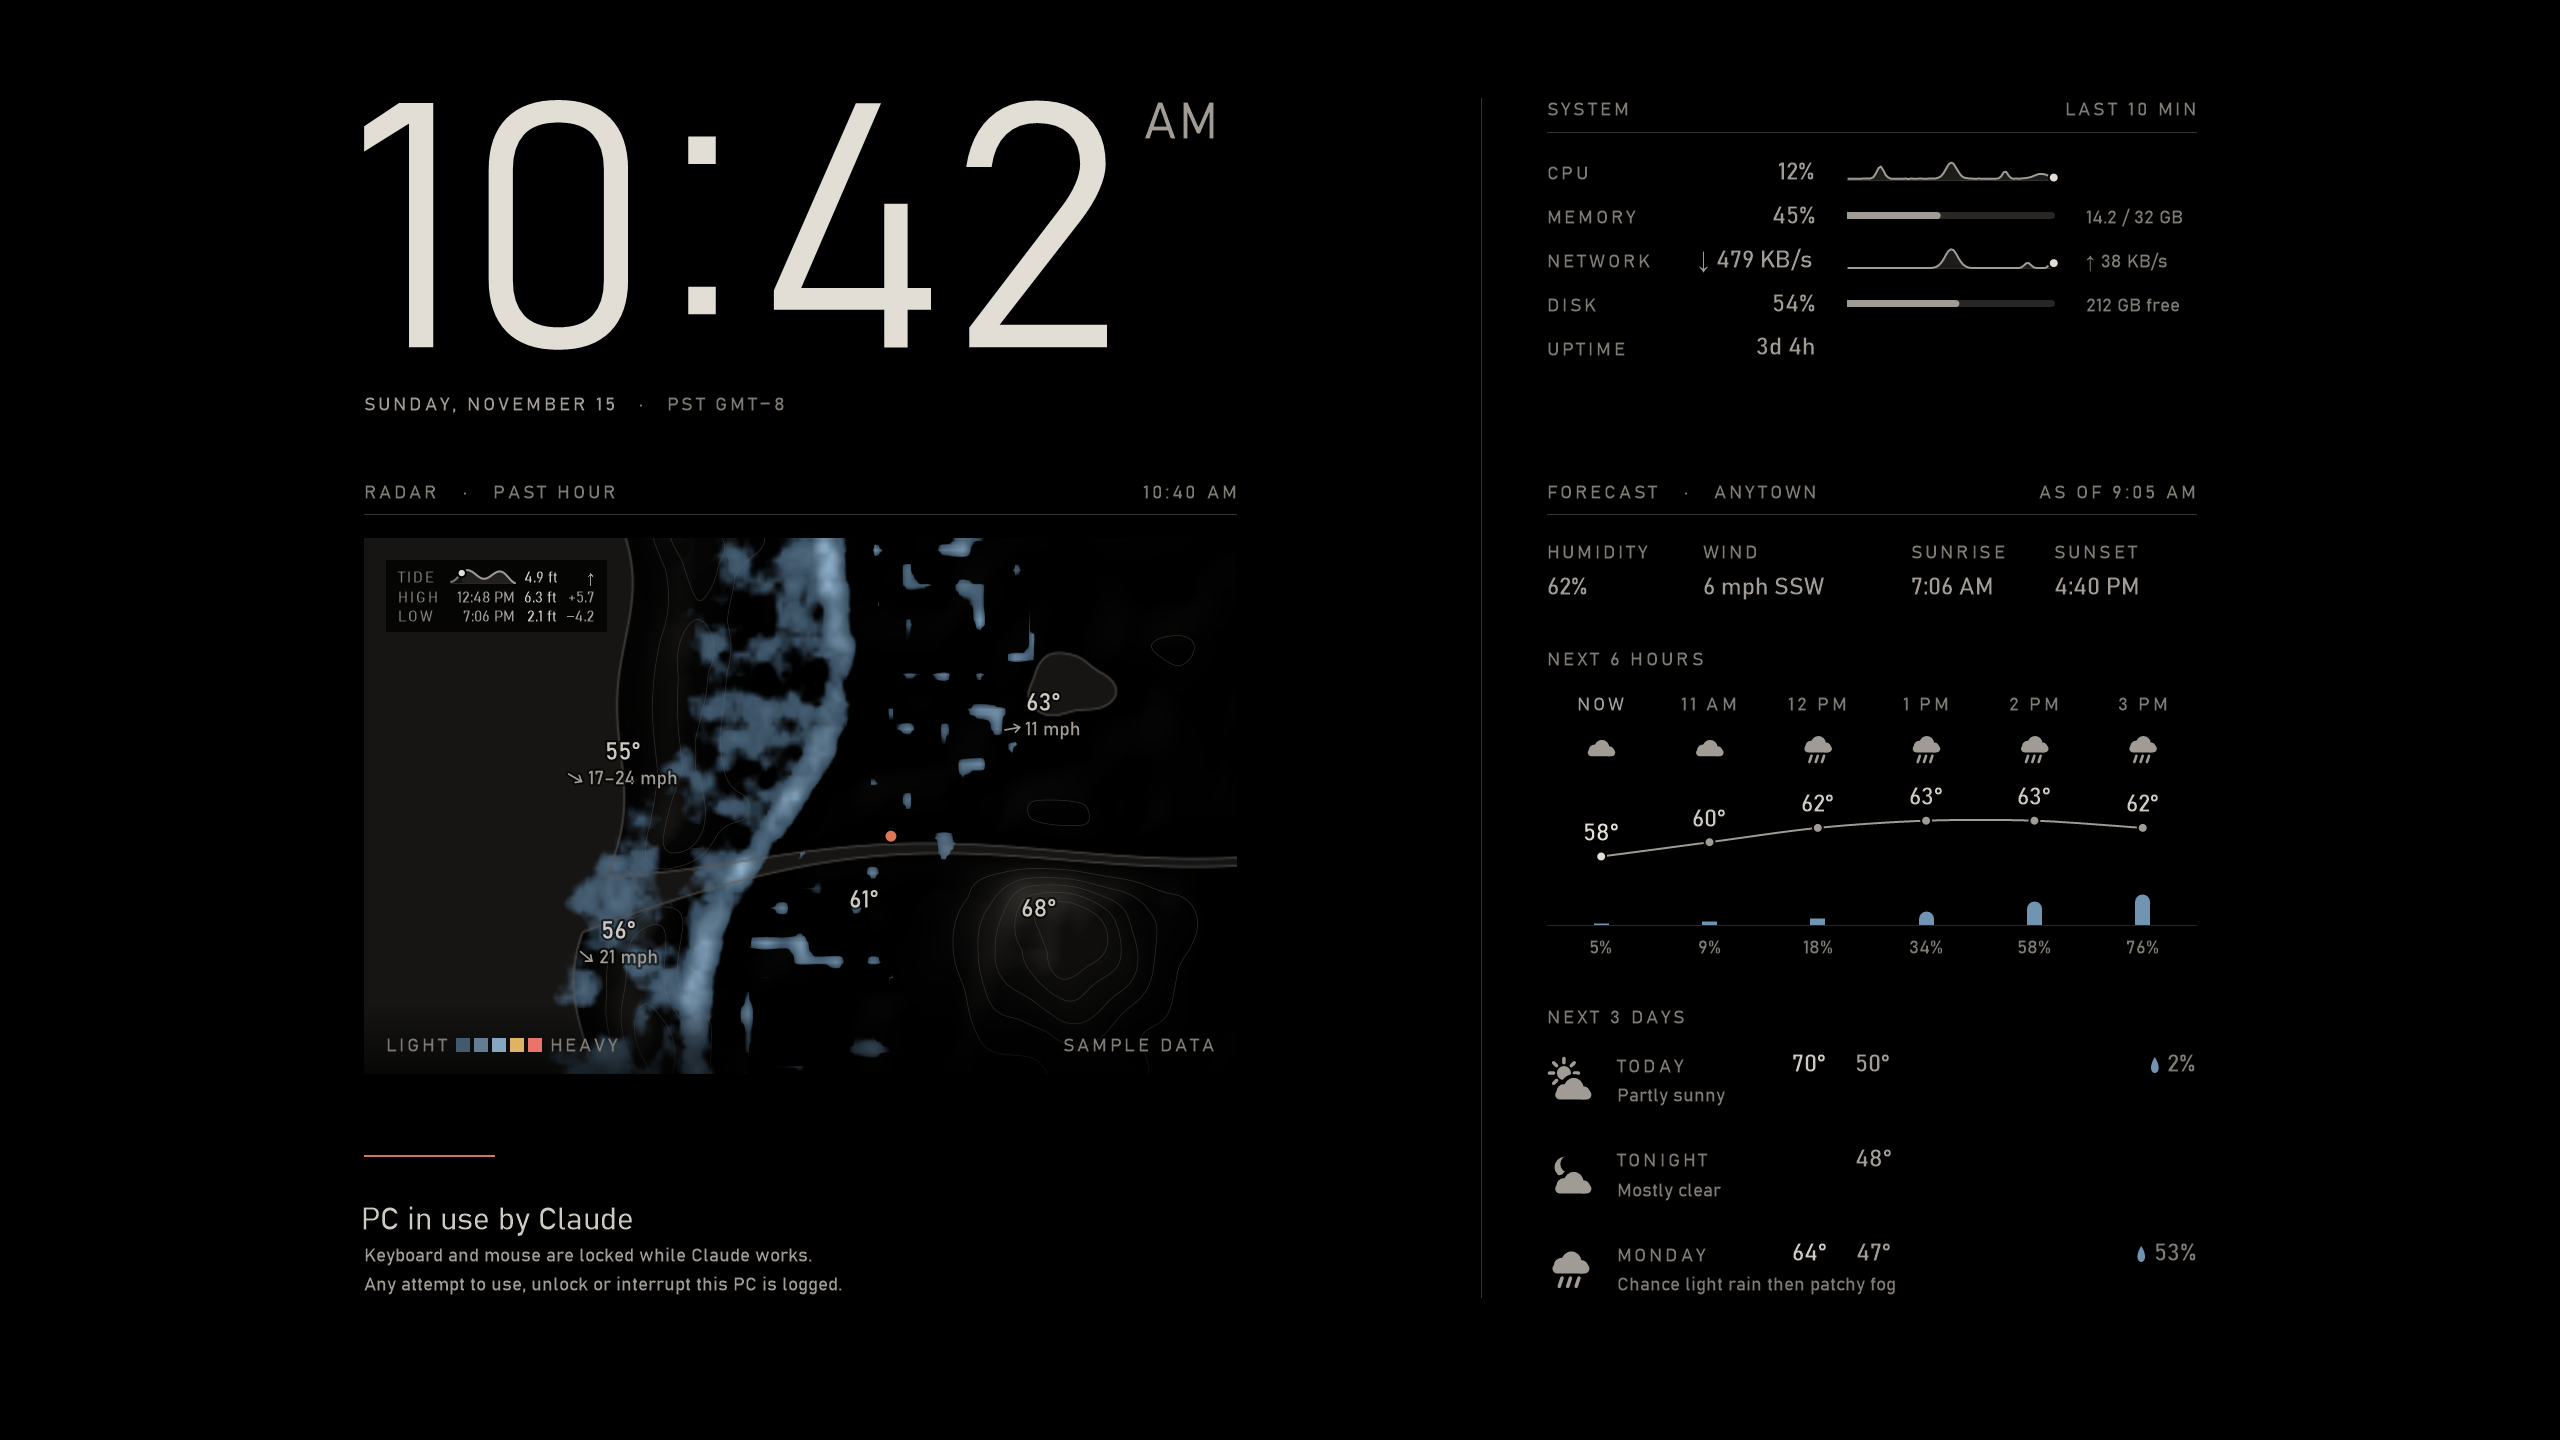 10:42 AM
SUNDAY, NOVEMBER 15 · PST GMT−8
RADAR · PAST HOUR 10:40 AM
TIDE 4.9 ft ↑
HIGH 12:48 PM 6.3 ft +5.7
LOW 7:06 PM 2.1 ft −4.2
63°
→ 11 mph
55°
↘ 17–24 mph
61°
68°
56°
↘ 21 mph
LIGHT HEAVY
SAMPLE DATA
PC in use by Claude
Keyboard and mouse are locked while Claude works.
Any attempt to use, unlock or interrupt this PC is logged.
SYSTEM LAST 10 MIN
CPU 12%
MEMORY 45% 14.2 / 32 GB
NETWORK ↓ 479 KB/s ↑ 38 KB/s
DISK 54% 212 GB free
UPTIME 3d 4h
FORECAST · ANYTOWN AS OF 9:05 AM
HUMIDITY WIND SUNRISE SUNSET
62% 6 mph SSW 7:06 AM 4:40 PM
NEXT 6 HOURS
NOW 11 AM 12 PM 1 PM 2 PM 3 PM
58° 60° 62° 63° 63° 62°
5% 9% 18% 34% 58% 76%
NEXT 3 DAYS
TODAY 70° 50° 2%
Partly sunny
TONIGHT 48°
Mostly clear
MONDAY 64° 47° 53%
Chance light rain then patchy fog